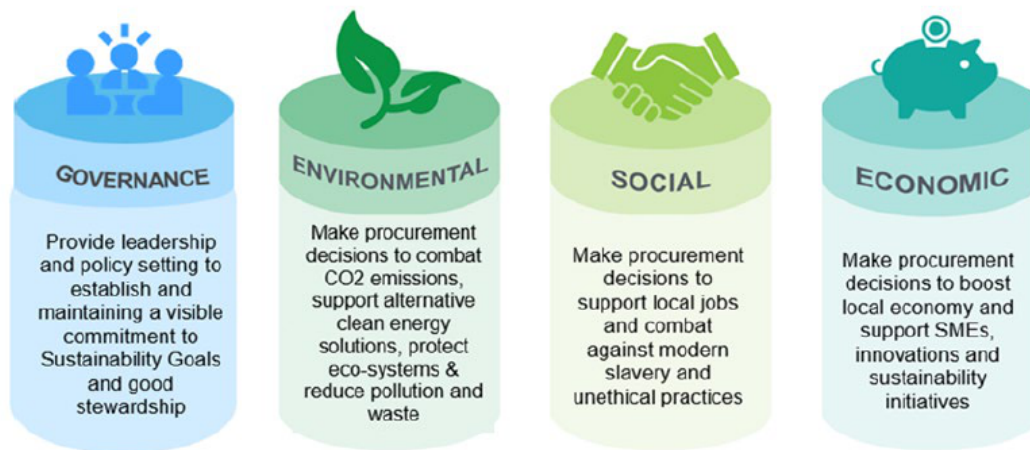 GOVERNANCE
Provide leadership
and policy setting to
establish and
maintaining a visible
commitment to
Sustainability Goals
and good
stewardship
ENVIRONMENTAL
Make procurement
decisions to combat
CO2 emissions,
support alternative
clean energy
solutions, protect
eco-systems &
reduce pollution and
waste
SOCIAL
Make procurement
decisions to
support local jobs
and combat
against modern
slavery and
unethical practices
ECONOMIC
Make procurement
decisions to boost
local economy and
support SMEs,
innovations and
sustainability
initiatives